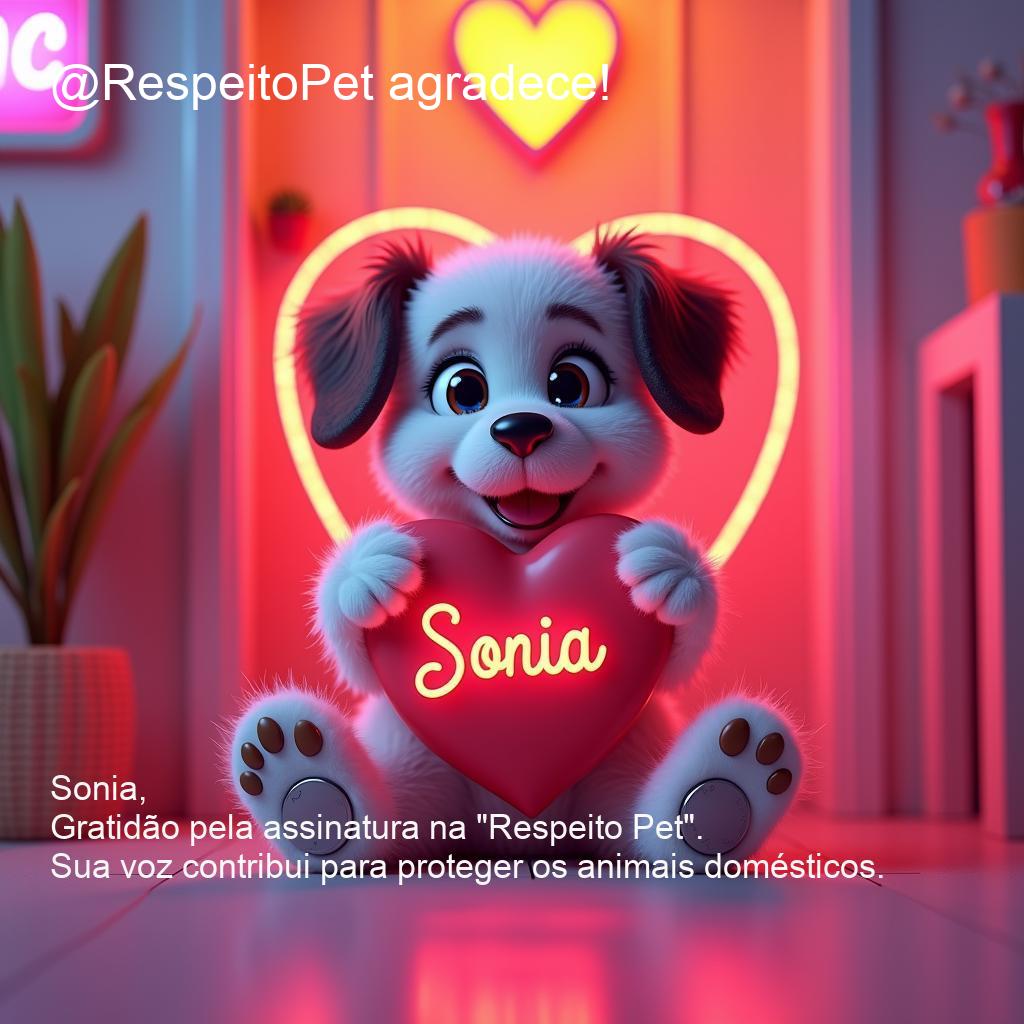 @RespeitoPet agradece!
Sonia
Sonia,
Gratidão pela assinatura na "Respeito Pet".
Sua voz contribui para proteger os animais domésticos.